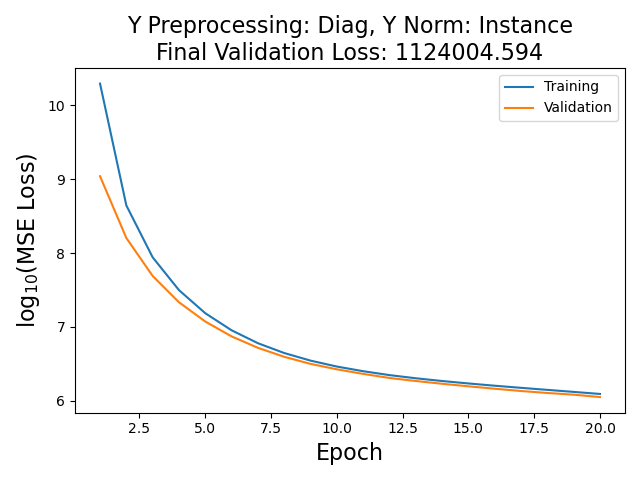 Y Preprocessing: Diag, Y Norm: Instance
Final Validation Loss: 1124004.594
Training
Validation
10
9
8
7
6
log10(MSE Loss)
2.5 5.0 7.5 10.0 12.5 15.0 17.5 20.0
Epoch